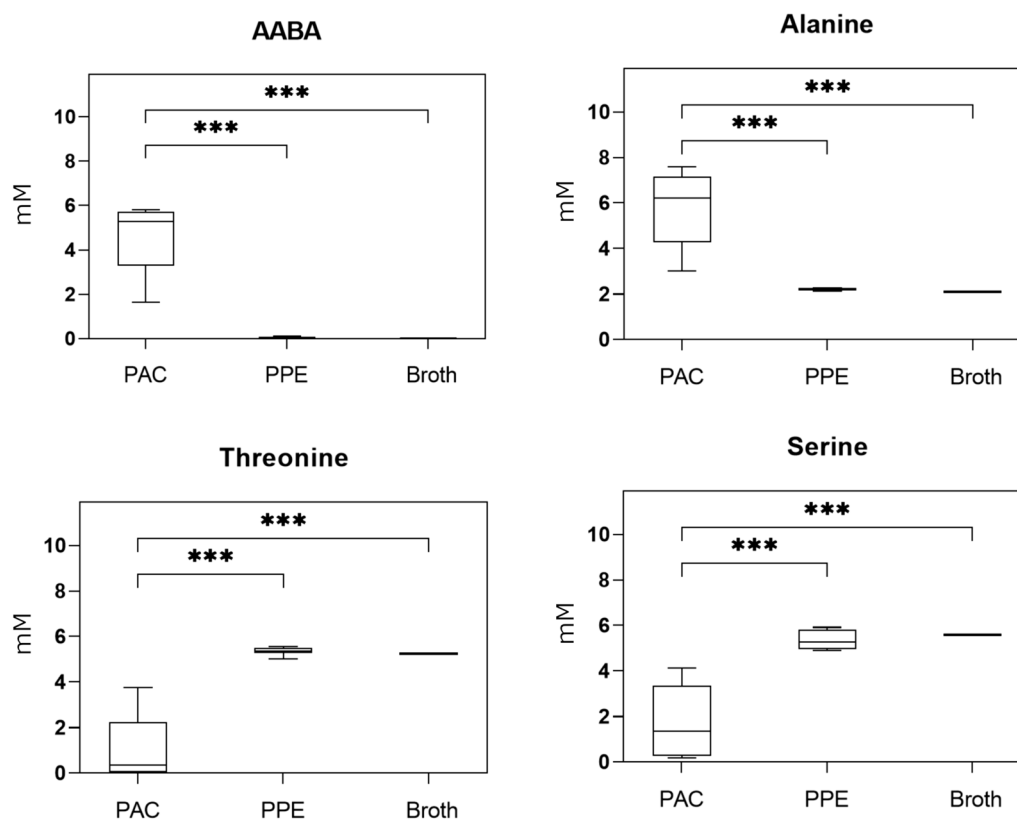 AABA
***
***
10
8
6
4
2
0
mM
PAC PPE Broth
Alanine
***
***
10
8
6
4
2
0
mM
PAC PPE Broth
Threonine
***
***
10
8
6
4
2
0
mM
PAC PPE Broth
Serine
***
***
10
8
6
4
2
0
mM
PAC PPE Broth